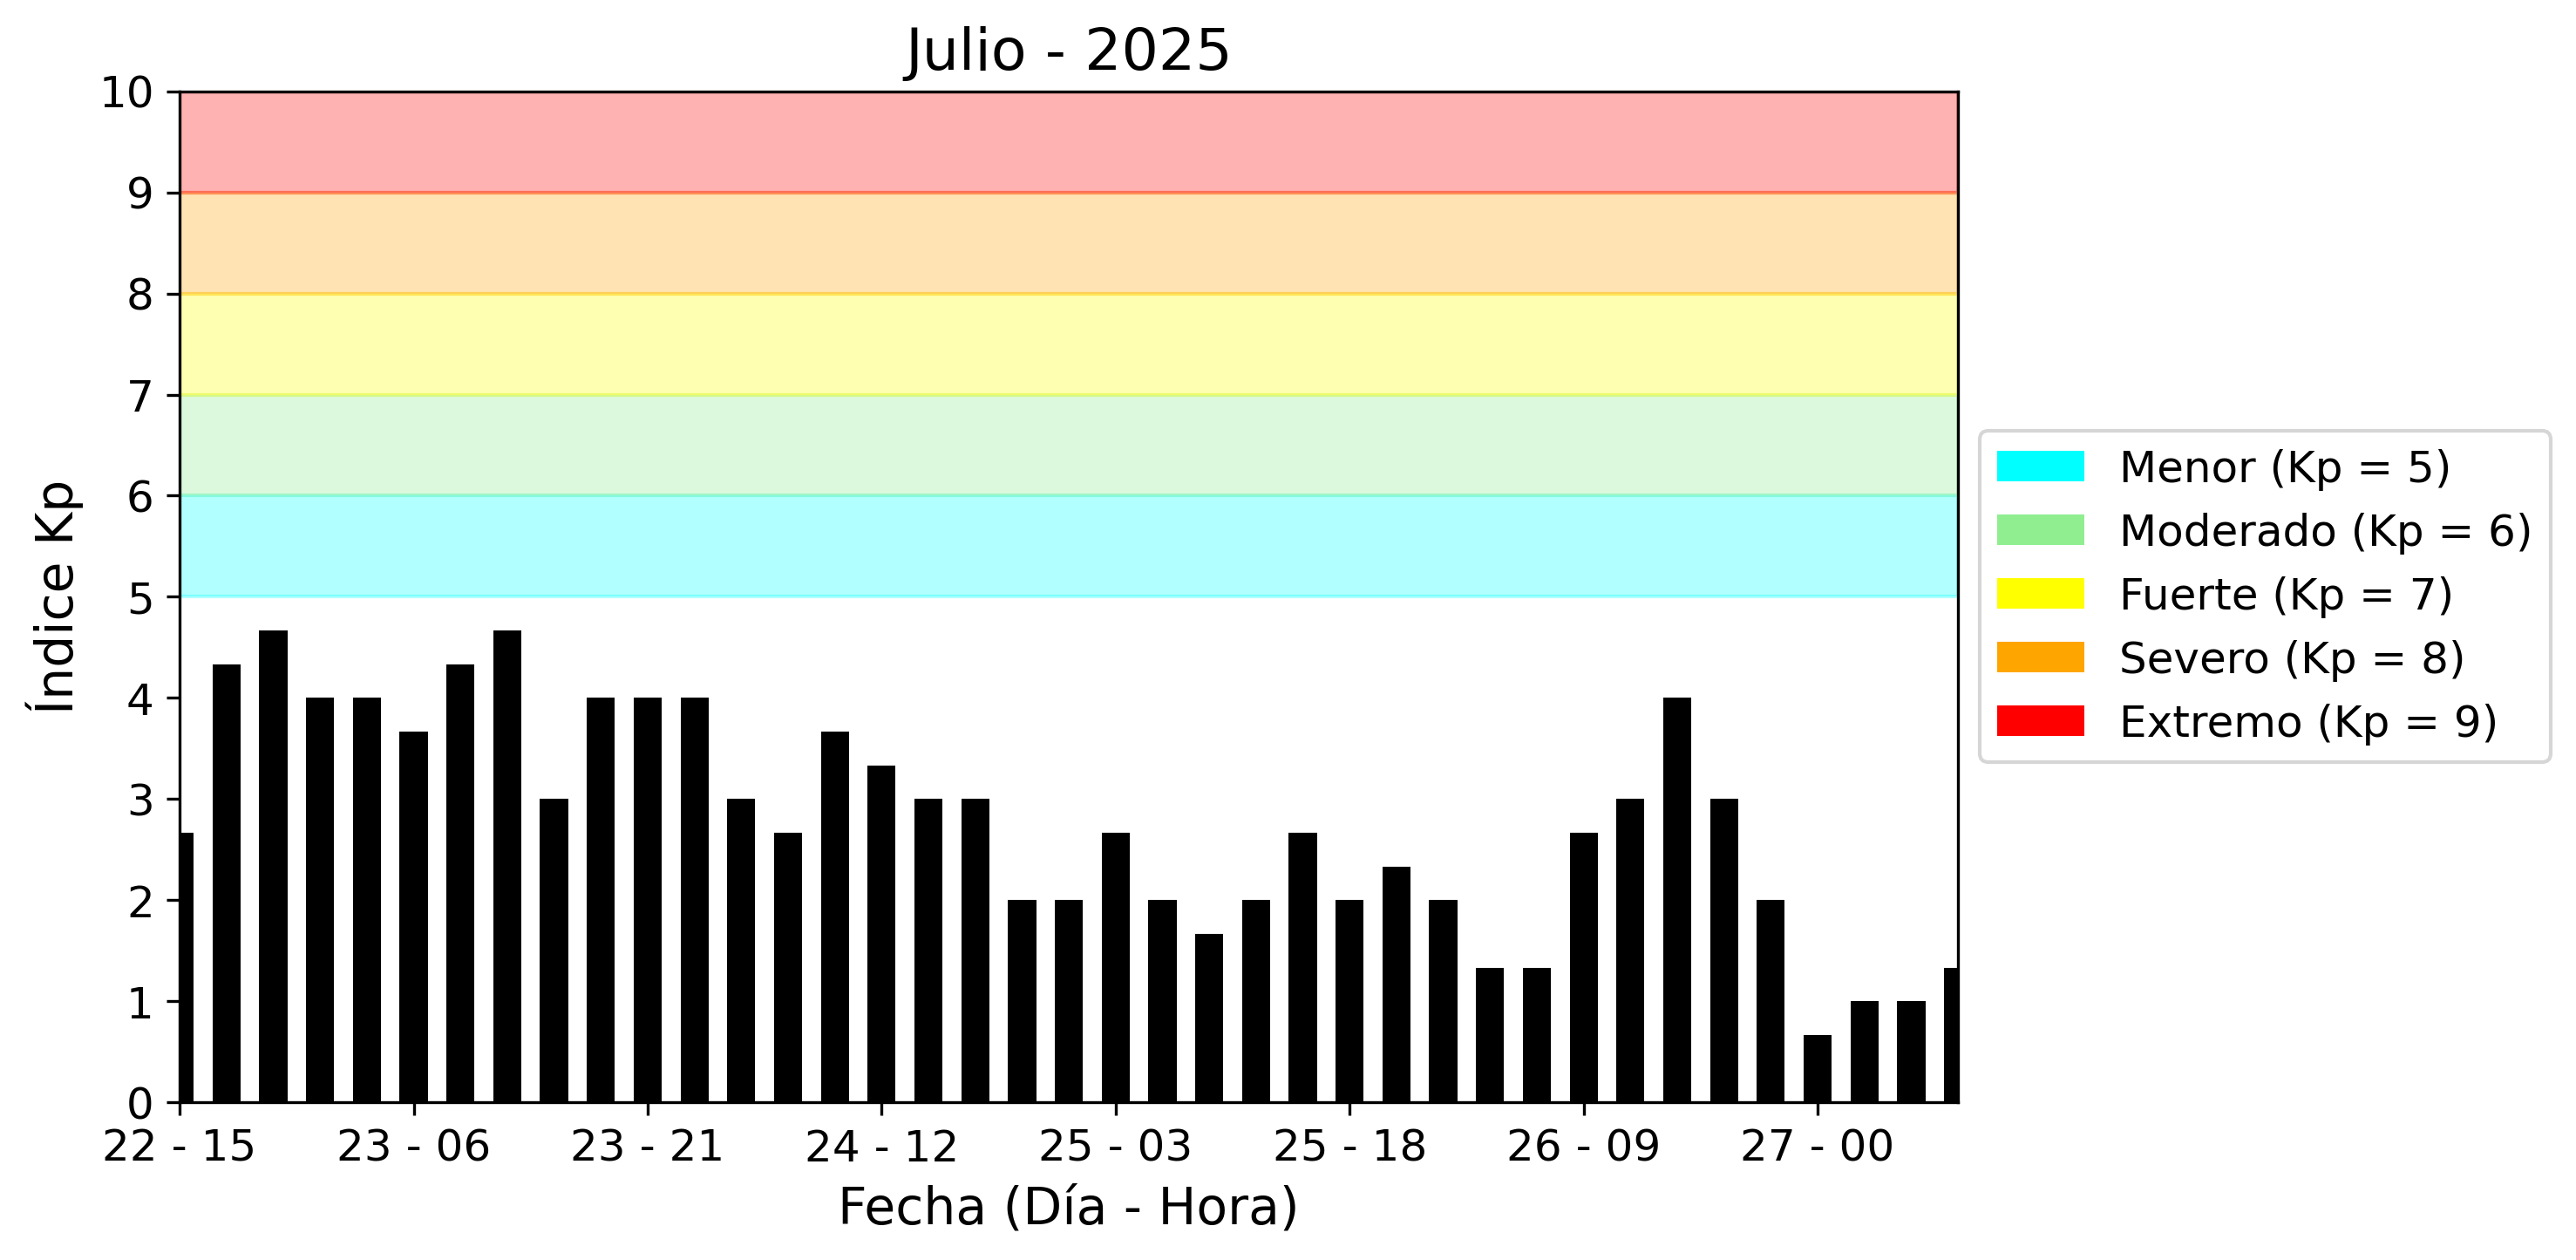 Julio - 2025
10
9
8
7
6
5
4
3
2
1
0
Índice Kp
22 - 15 23 - 06 23 - 21 24 - 12 25 - 03 25 - 18 26 - 09 27 - 00
Fecha (Día - Hora)
Menor (Kp = 5)
Moderado (Kp = 6)
Fuerte (Kp = 7)
Severo (Kp = 8)
Extremo (Kp = 9)